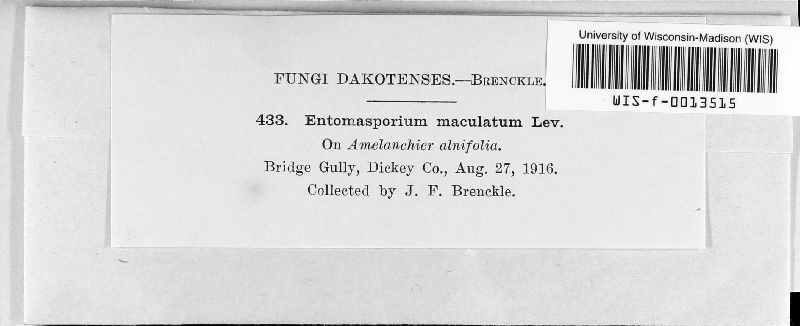 University of Wisconsin-Madison (WIS)
WIS-f-0013515
FUNGI DAKOTENSES.—BRENCKLE.
433. Entomasporium maculatum Lev.
On Amelanchier alnifolia.
Bridge Gully, Dickey Co., Aug. 27, 1916.
Collected by J. F. Brenckle.